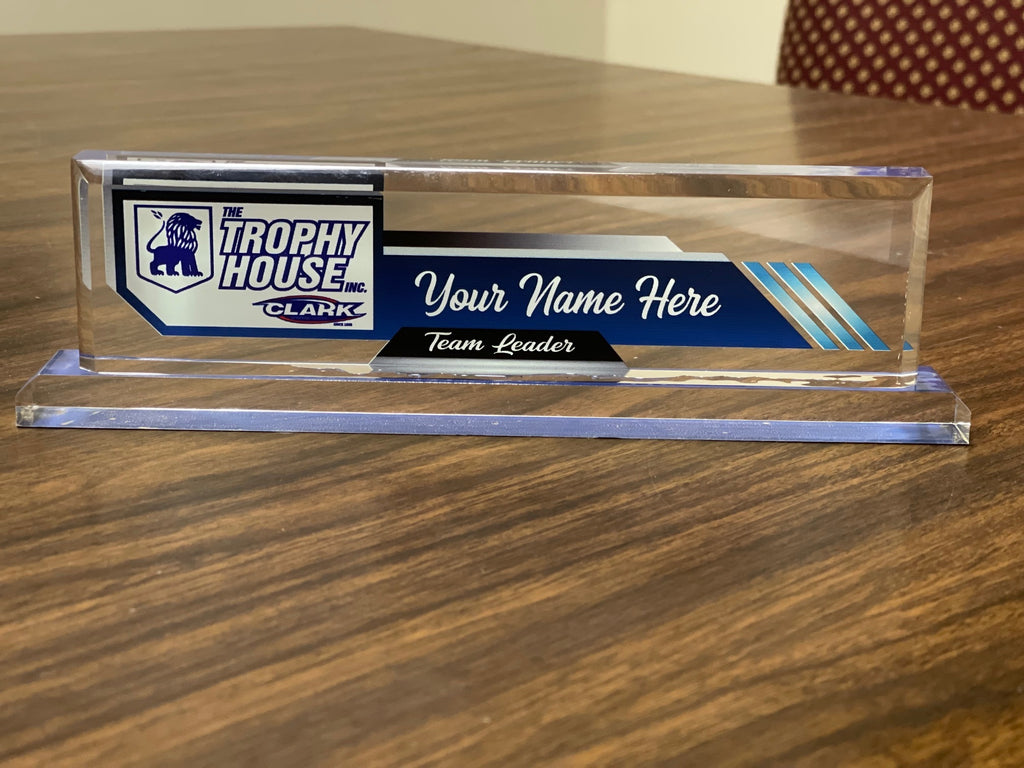 THE
TROPHY
HOUSE INC.
CLARK
Your Name Here
Team Leader